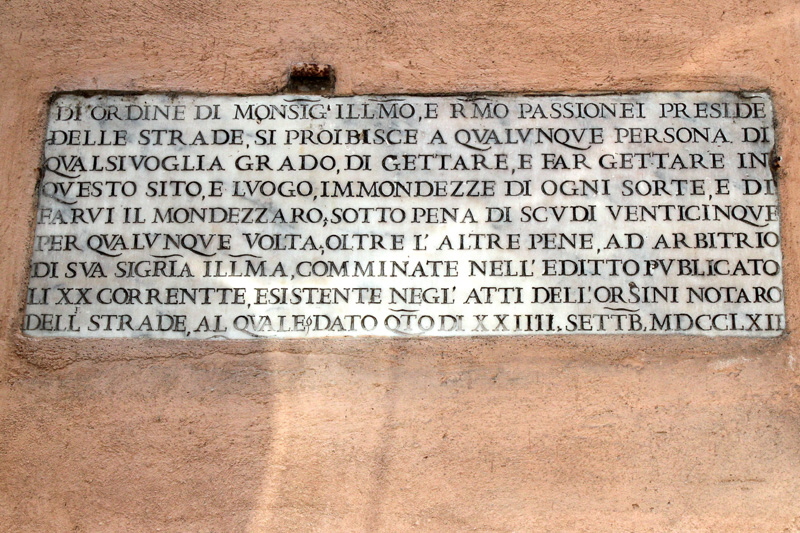 DI ORDINE DI MONSIG. ILLMO, E RMO PASSIONEI PRESIDE
DELLE STRADE, SI PROIBISCE A QVALVNQVE PERSONA DI
QVALSIVOGLIA GRADO, DI GETTARE, E FAR GETTARE IN
QVESTO SITO, E LVOGO, IMMONDEZZE DI OGNI SORTE, E DI
FARVI IL MONDEZZARO, SOTTO PENA DI SCVDI VENTICINQVE
PER QVALVNQVE VOLTA, OLTRE L' ALTRE PENE, AD ARBITRIO
DI SVA SIGRIA ILLMA, COMMINATE NELL' EDITTO PVBLICATO
LI XX CORRENTTE, ESISTENTE NEGL' ATTI DELL' ORSINI NOTARO
DELL STRADE, AL QVALE DATO QTO DI XXIIII. SETTB. MDCCLXII